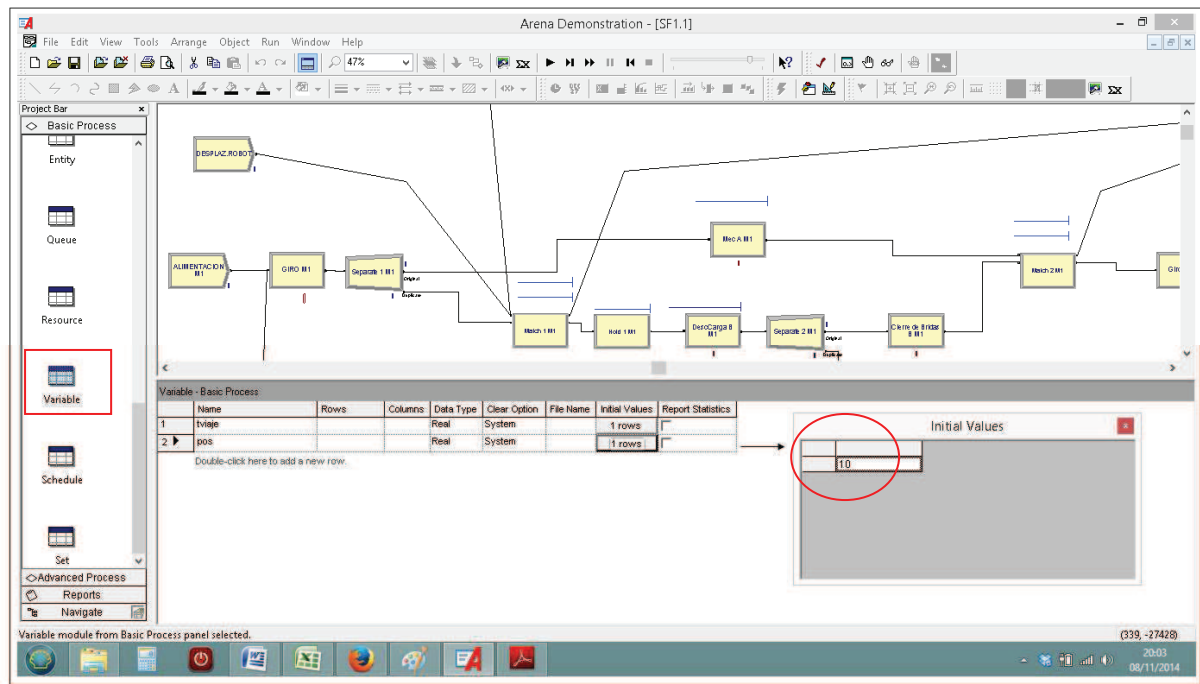 Arena Demonstration - [SF1.1]
File Edit View Tools Arrange Object Run Window Help
47%
Project Bar
Basic Process
Entity
Queue
Resource
Variable
Schedule
Set
Advanced Process
Reports
Navigate
DESPLAZ.ROBOT
ALIMENTACION M1
GIRO M1
Separate 1 M1
Original
Duplicate
Mec A M1
Match 1 M1
Hold 1 M1
DescCarga B M1
Separate 2 M1
Original
Duplicate
Cierre de Bridas B M1
Match 2 M1
Variable - Basic Process
Name Rows Columns Data Type Clear Option File Name Initial Values Report Statistics
1 tviaje Real System 1 rows
2 pos Real System 1 rows
Double-click here to add a new row.
Initial Values
10
Variable module from Basic Process panel selected.
(339, -27428)
20:03
08/11/2014